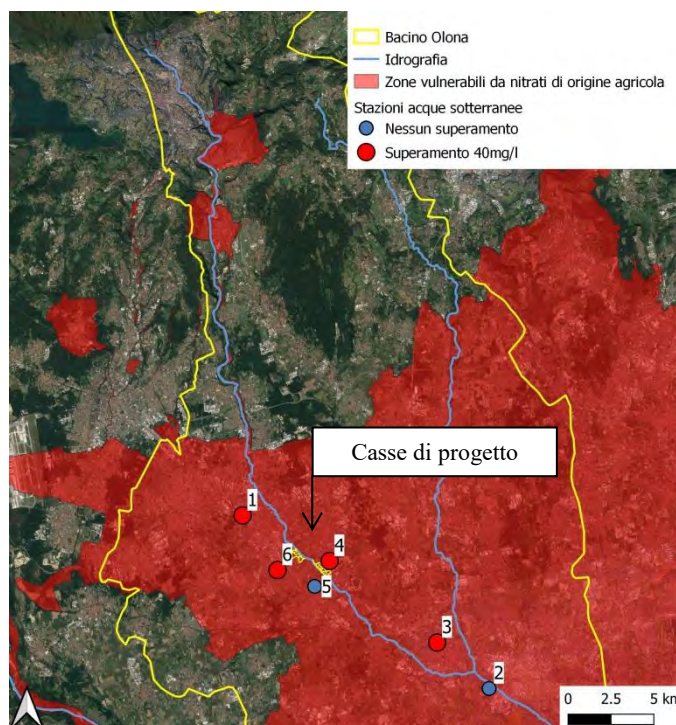 Bacino Olona
Idrografia
Zone vulnerabili da nitrati di origine agricola
Stazioni acque sotterranee
Nessun superamento
Superamento 40mg/l
Casse di progetto
1
4
6
5
3
2
0 2.5 5 km